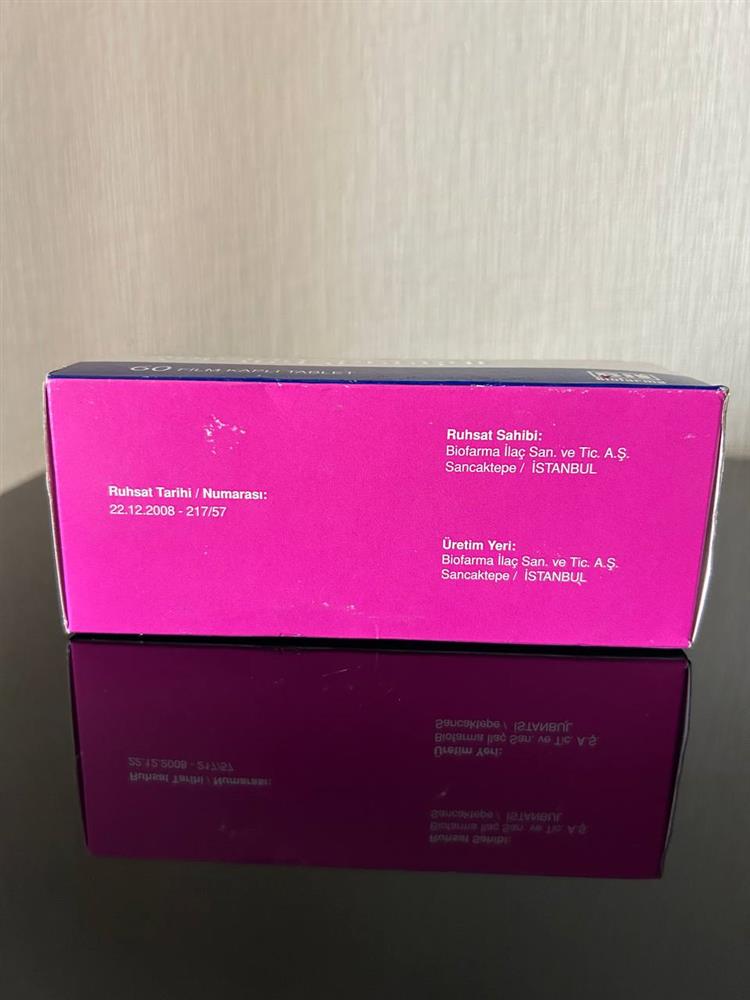 60 FİLM KAPLI TABLET
Biofarma
Ruhsat Tarihi / Numarası:
22.12.2008 - 217/57
Ruhsat Sahibi:
Biofarma İlaç San. ve Tic. A.Ş.
Sancaktepe / İSTANBUL
Üretim Yeri:
Biofarma İlaç San. ve Tic. A.Ş.
Sancaktepe / İSTANBUL